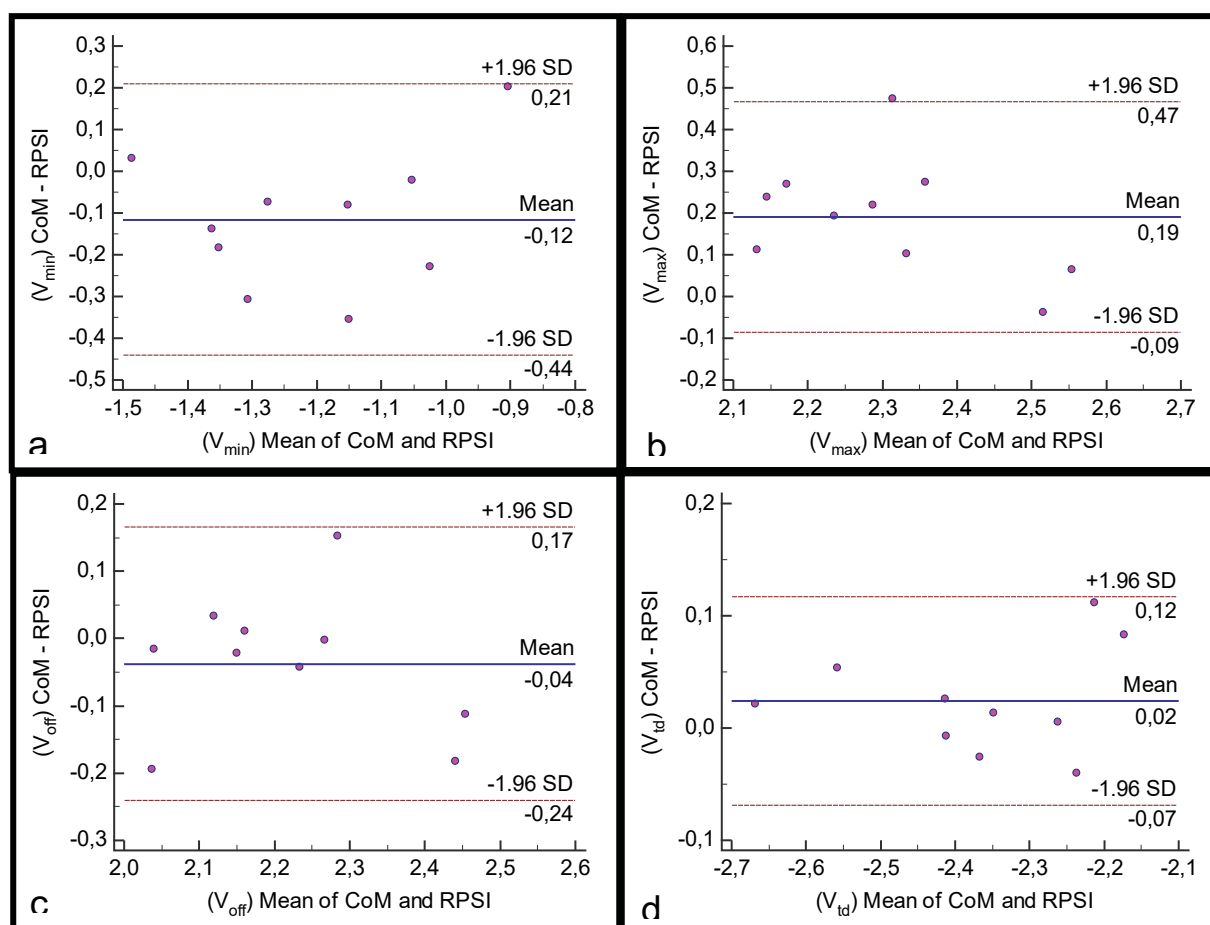 0,3
0,2
0,1
0,0
-0,1
-0,2
-0,3
-0,4
-0,5
(Vmin) CoM - RPSI
+1.96 SD
0,21
Mean
-0,12
-1.96 SD
-0,44
-1,5 -1,4 -1,3 -1,2 -1,1 -1,0 -0,9 -0,8
(Vmin) Mean of CoM and RPSI
a
0,6
0,5
0,4
0,3
0,2
0,1
0,0
-0,1
-0,2
(Vmax) CoM - RPSI
+1.96 SD
0,47
Mean
0,19
-1.96 SD
-0,09
2,1 2,2 2,3 2,4 2,5 2,6 2,7
(Vmax) Mean of CoM and RPSI
b
0,2
0,1
0,0
-0,1
-0,2
-0,3
(Voff) CoM - RPSI
+1.96 SD
0,17
Mean
-0,04
-1.96 SD
-0,24
2,0 2,1 2,2 2,3 2,4 2,5 2,6
(Voff) Mean of CoM and RPSI
c
0,2
0,1
0,0
-0,1
(Vtd) CoM - RPSI
+1.96 SD
0,12
Mean
0,02
-1.96 SD
-0,07
-2,7 -2,6 -2,5 -2,4 -2,3 -2,2 -2,1
(Vtd) Mean of CoM and RPSI
d